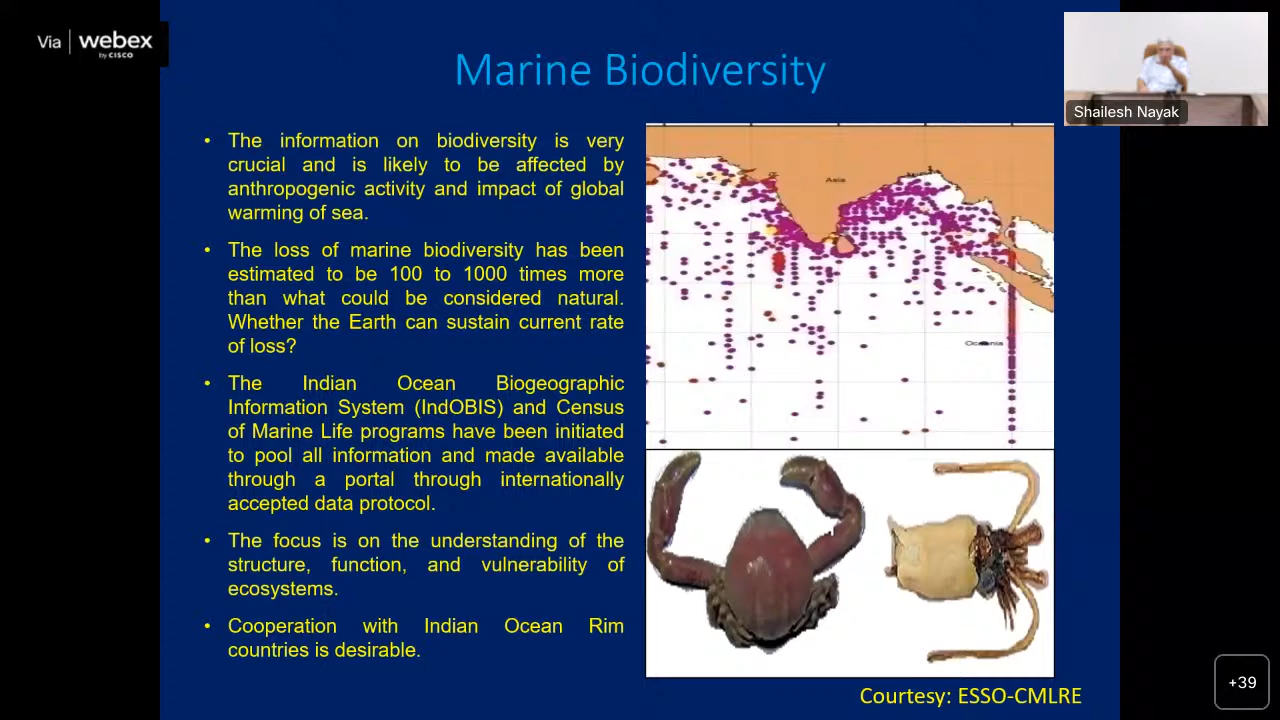 Via webex
by CISCO
Marine Biodiversity
Shailesh Nayak
• The information on biodiversity is very
crucial and is likely to be affected by
anthropogenic activity and impact of global
warming of sea.
• The loss of marine biodiversity has been
estimated to be 100 to 1000 times more
than what could be considered natural.
Whether the Earth can sustain current rate
of loss?
• The Indian Ocean Biogeographic
Information System (IndOBIS) and Census
of Marine Life programs have been initiated
to pool all information and made available
through a portal through internationally
accepted data protocol.
• The focus is on the understanding of the
structure, function, and vulnerability of
ecosystems.
• Cooperation with Indian Ocean Rim
countries is desirable.
Asia
Oceania
Courtesy: ESSO-CMLRE
+39